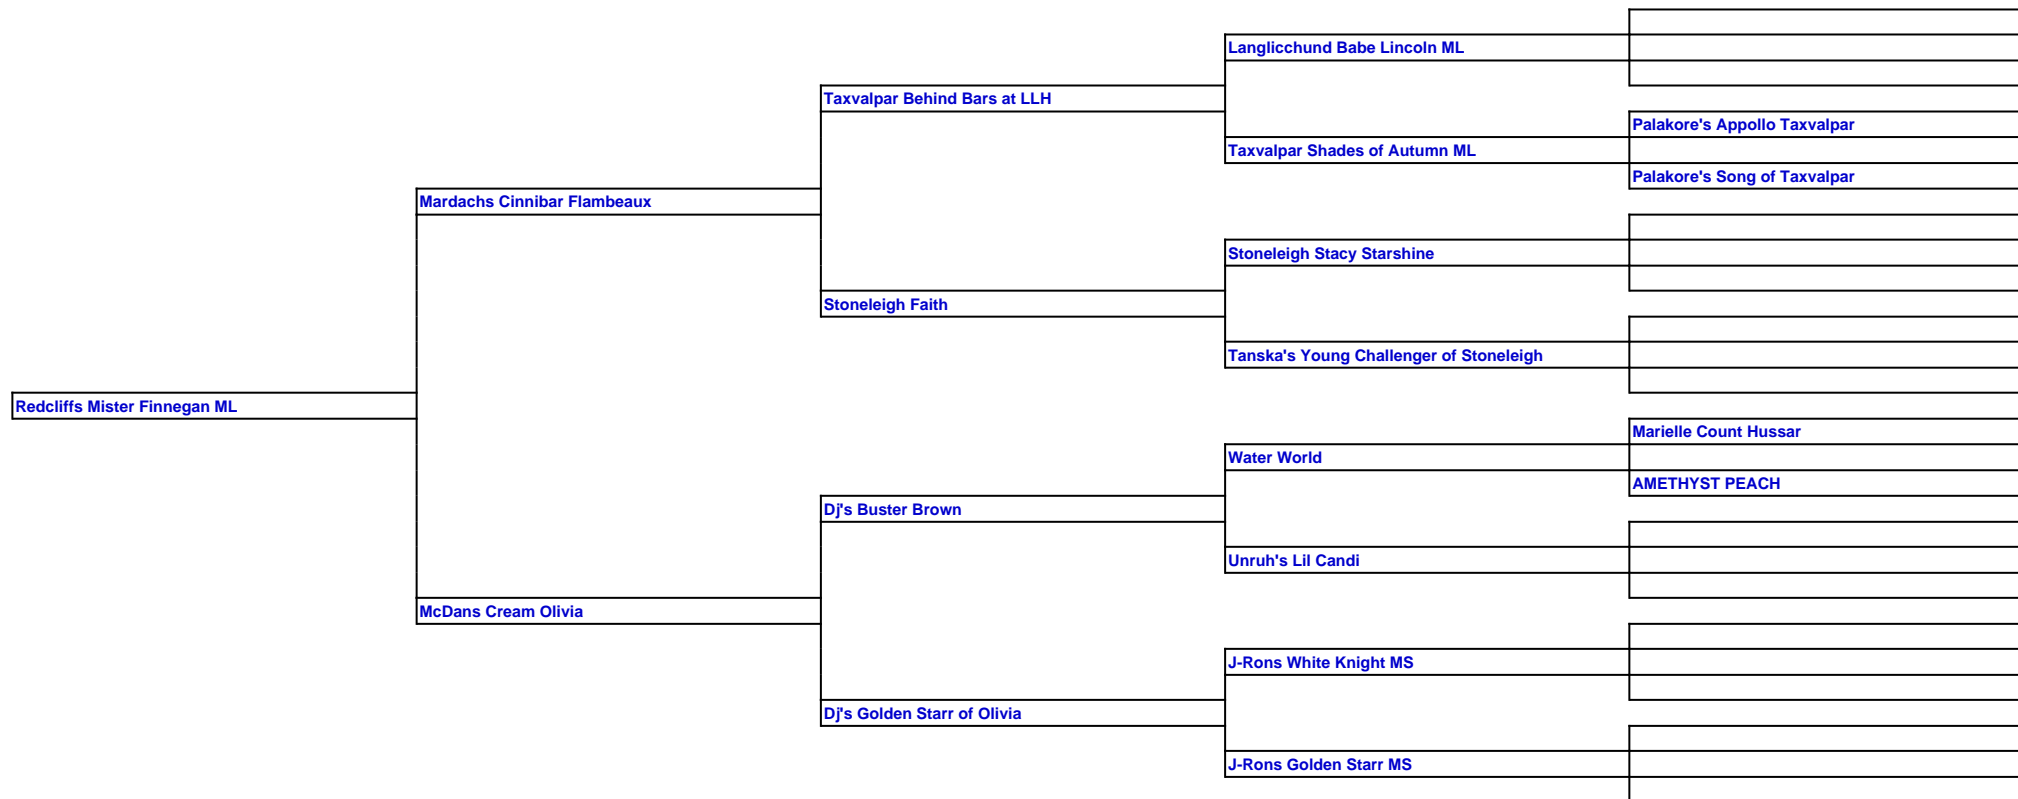 Langlicchund Babe Lincoln ML
Taxvalpar Behind Bars at LLH
Palakore's Appollo Taxvalpar
Taxvalpar Shades of Autumn ML
Palakore's Song of Taxvalpar
Mardachs Cinnibar Flambeaux
Stoneleigh Stacy Starshine
Stoneleigh Faith
Tanska's Young Challenger of Stoneleigh
Redcliffs Mister Finnegan ML
Marielle Count Hussar
Water World
AMETHYST PEACH
Dj's Buster Brown
Unruh's Lil Candi
McDans Cream Olivia
J-Rons White Knight MS
Dj's Golden Starr of Olivia
J-Rons Golden Starr MS